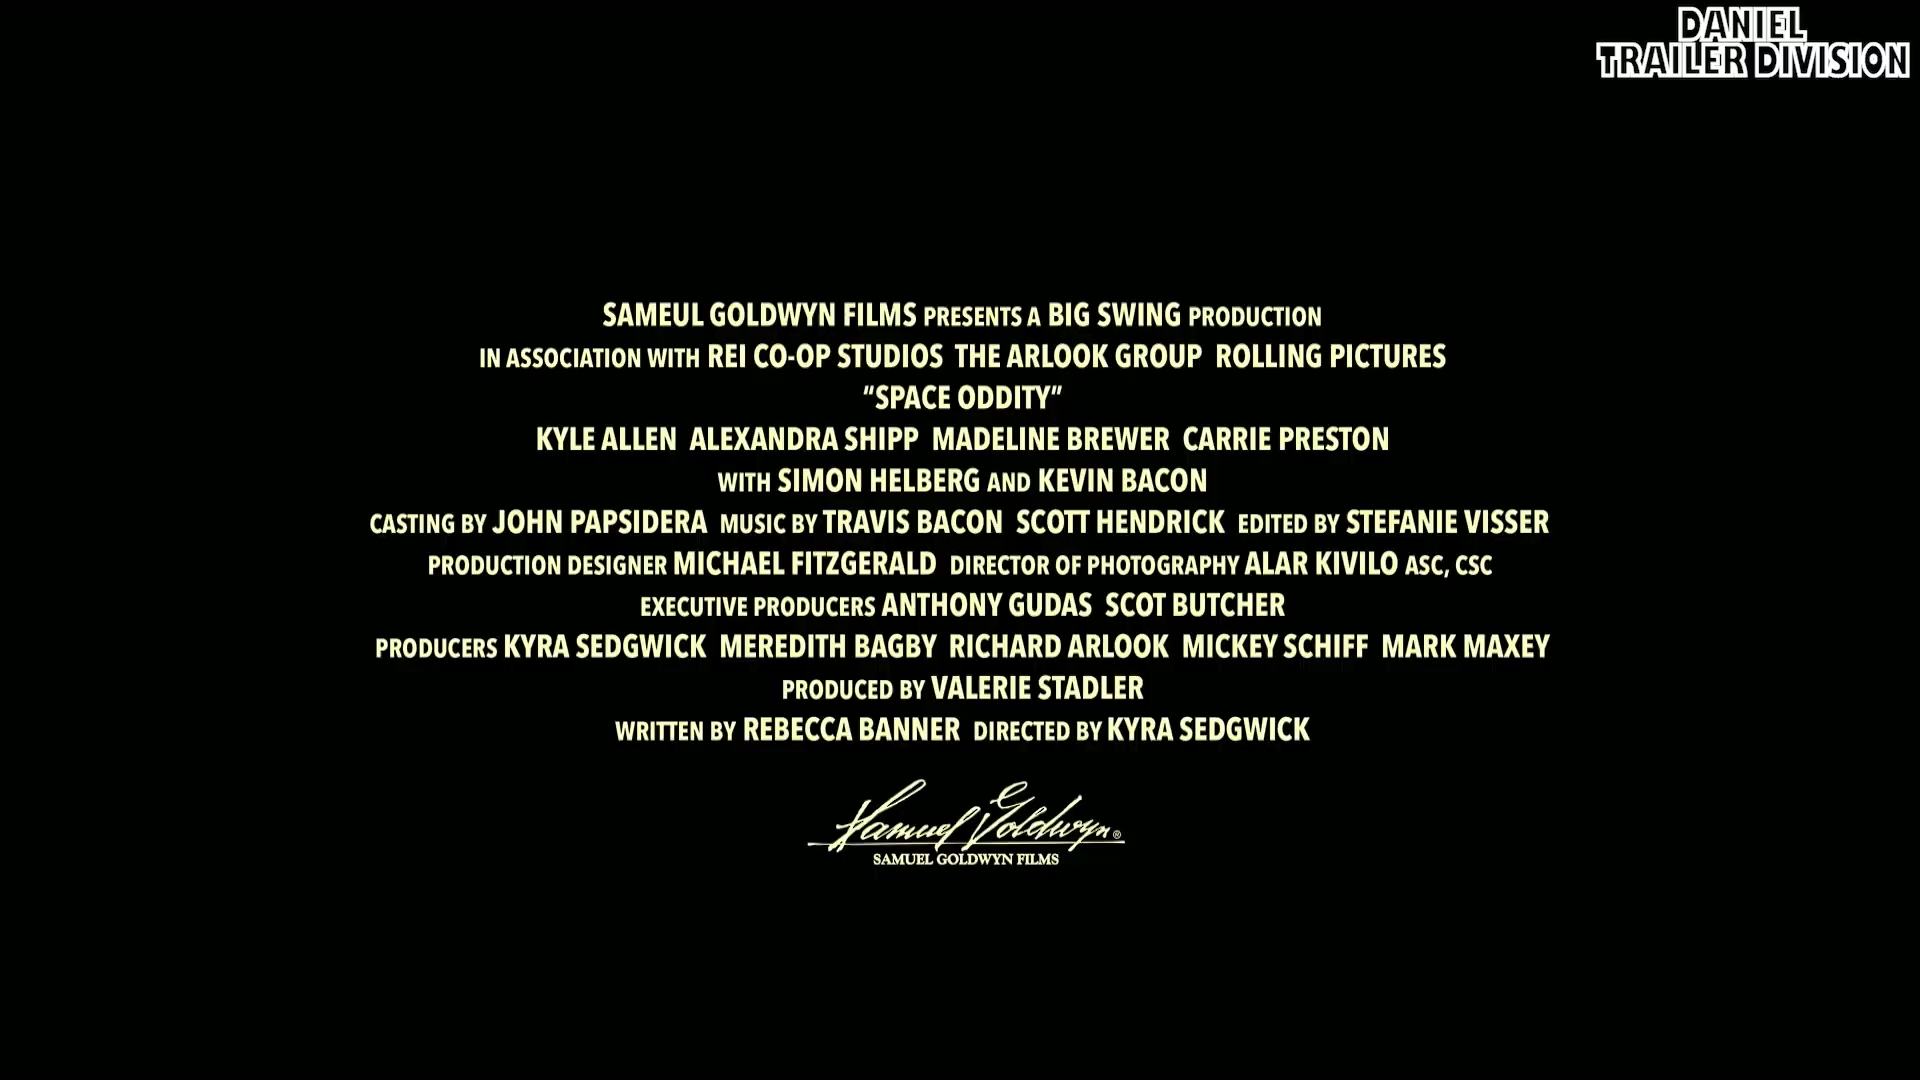 DANIEL
TRAILER DIVISION
SAMEUL GOLDWYN FILMS PRESENTS A BIG SWING PRODUCTION
IN ASSOCIATION WITH REI CO-OP STUDIOS THE ARLOOK GROUP ROLLING PICTURES
"SPACE ODDITY"
KYLE ALLEN ALEXANDRA SHIPP MADELINE BREWER CARRIE PRESTON
WITH SIMON HELBERG AND KEVIN BACON
CASTING BY JOHN PAPSIDERA MUSIC BY TRAVIS BACON SCOTT HENDRICK EDITED BY STEFANIE VISSER
PRODUCTION DESIGNER MICHAEL FITZGERALD DIRECTOR OF PHOTOGRAPHY ALAR KIVILO ASC, CSC
EXECUTIVE PRODUCERS ANTHONY GUDAS SCOT BUTCHER
PRODUCERS KYRA SEDGWICK MEREDITH BAGBY RICHARD ARLOOK MICKEY SCHIFF MARK MAXEY
PRODUCED BY VALERIE STADLER
WRITTEN BY REBECCA BANNER DIRECTED BY KYRA SEDGWICK
Samuel Goldwyn®
SAMUEL GOLDWYN FILMS